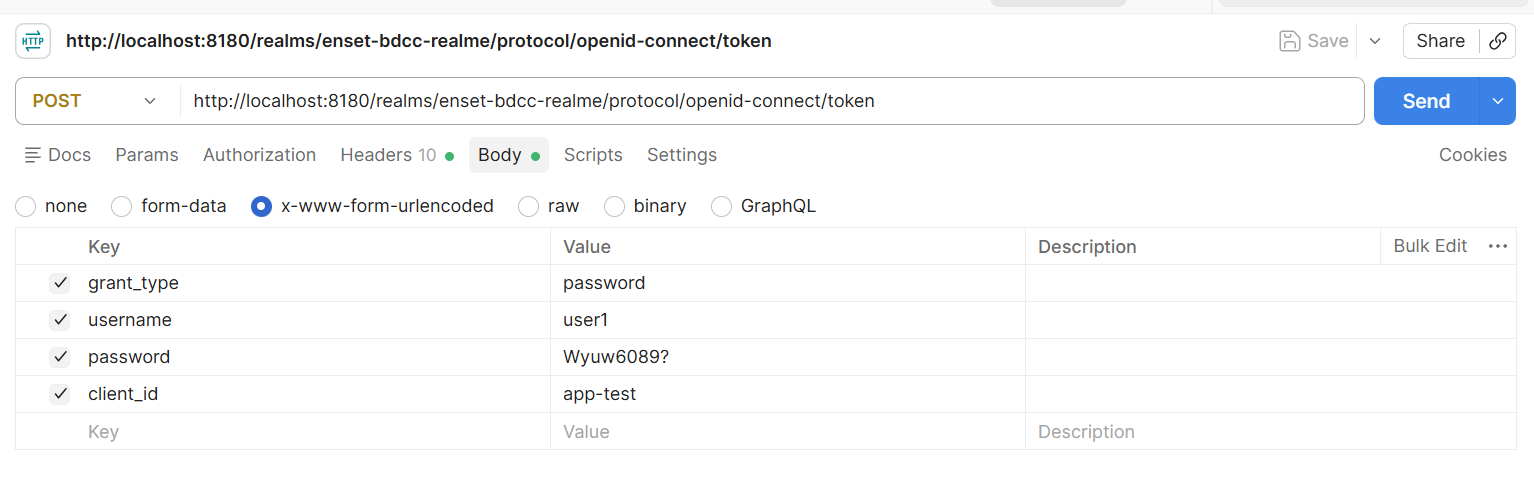 HTTP http://localhost:8180/realms/enset-bdcc-realme/protocol/openid-connect/token Save Share
POST http://localhost:8180/realms/enset-bdcc-realme/protocol/openid-connect/token Send
Docs Params Authorization Headers 10 Body Scripts Settings Cookies
none form-data x-www-form-urlencoded raw binary GraphQL
Key Value Description Bulk Edit
grant_type password
username user1
password Wyuw6089?
client_id app-test
Key Value Description